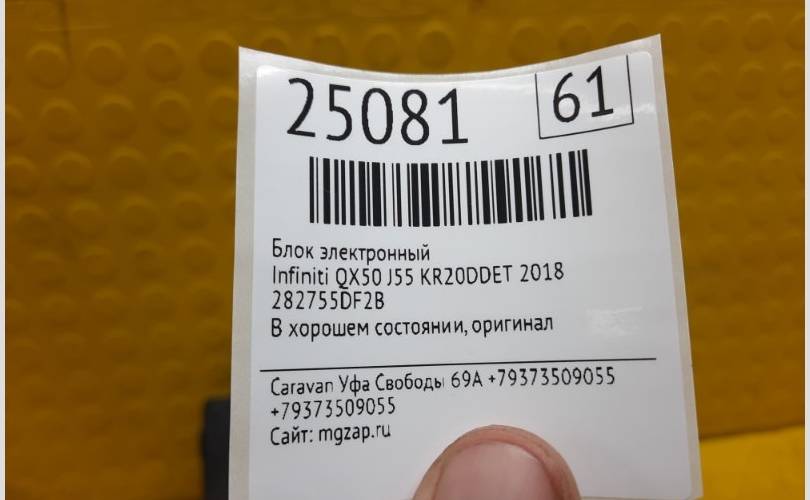 25081 61
Блок электронный
Infiniti QX50 J55 KR20DDET 2018
282755DF2B
В хорошем состоянии, оригинал
Caravan Уфа Свободы 69А +79373509055
+79373509055
Сайт: mgzap.ru